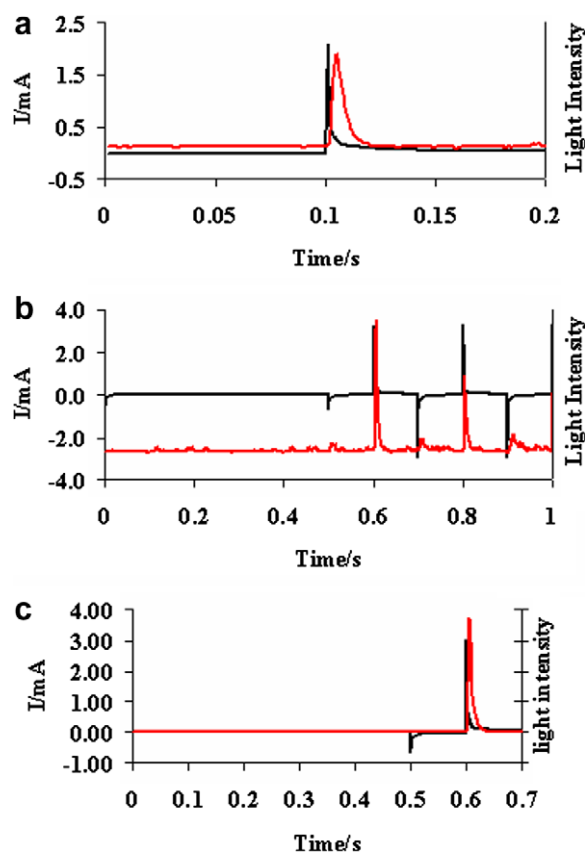 a
I/mA
2.5
1.5
0.5
-0.5
0 0.05 0.1 0.15 0.2
Time/s
Light Intensity
b
I/mA
4.0
2.0
0.0
-2.0
-4.0
0 0.2 0.4 0.6 0.8 1
Time/s
Light Intensity
c
I/mA
4.00
3.00
2.00
1.00
0.00
-1.00
0 0.1 0.2 0.3 0.4 0.5 0.6 0.7
Time/s
light intensity